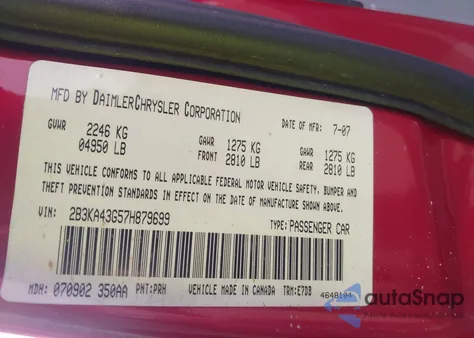 MFD BY DAIMLERCHRYSLER CORPORATION DATE OF MFR: 7-07
GVWR 2246 KG GAWR 1275 KG GAWR 1275 KG
04950 LB FRONT 2810 LB REAR 2810 LB
THIS VEHICLE CONFORMS TO ALL APPLICABLE FEDERAL MOTOR VEHICLE SAFETY, BUMPER AND
THEFT PREVENTION STANDARDS IN EFFECT ON THE DATE OF MANUFACTURE SHOWN ABOVE.
VIN: 2B3KA43G57H879699 TYPE: PASSENGER CAR
MDH: 070902 350AA PNT: PRH VEHICLE MADE IN CANADA TRM: E7DB 4648104
autoSnap